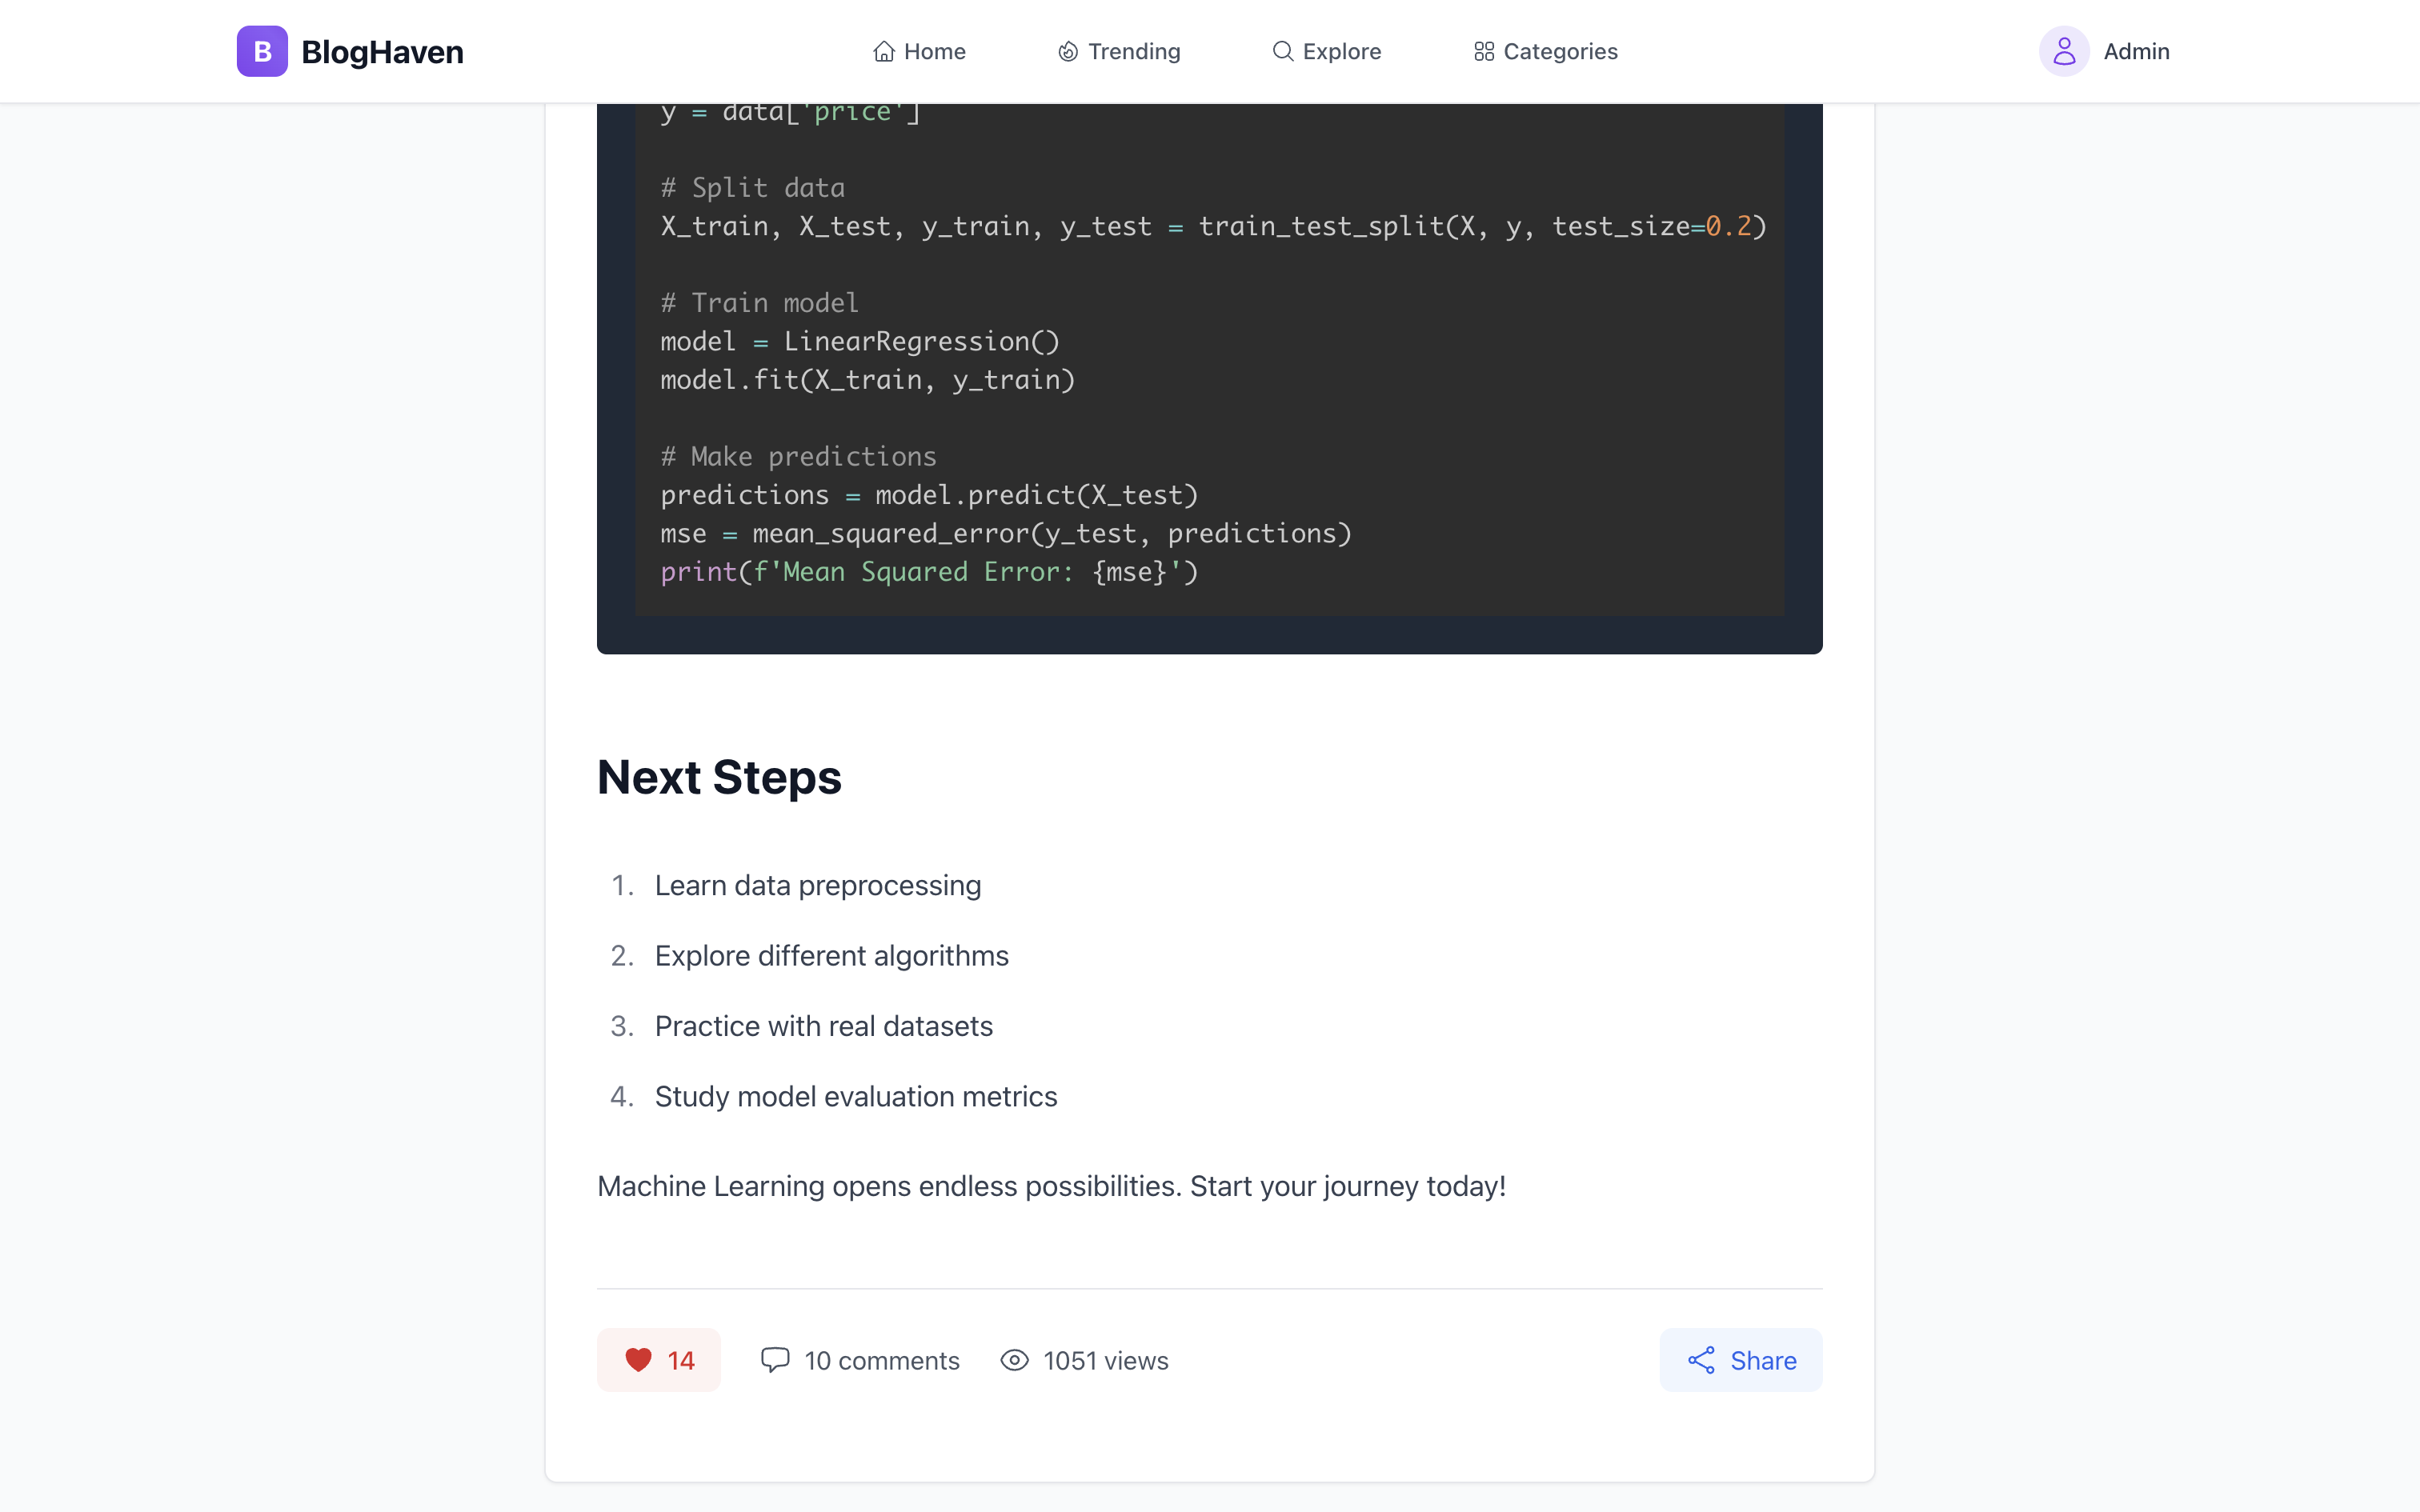 B BlogHaven
Home Trending Explore Categories
Admin
y = data['price']
# Split data
X_train, X_test, y_train, y_test = train_test_split(X, y, test_size=0.2)
# Train model
model = LinearRegression()
model.fit(X_train, y_train)
# Make predictions
predictions = model.predict(X_test)
mse = mean_squared_error(y_test, predictions)
print(f'Mean Squared Error: {mse}')
Next Steps
1. Learn data preprocessing
2. Explore different algorithms
3. Practice with real datasets
4. Study model evaluation metrics
Machine Learning opens endless possibilities. Start your journey today!
14 10 comments 1051 views Share